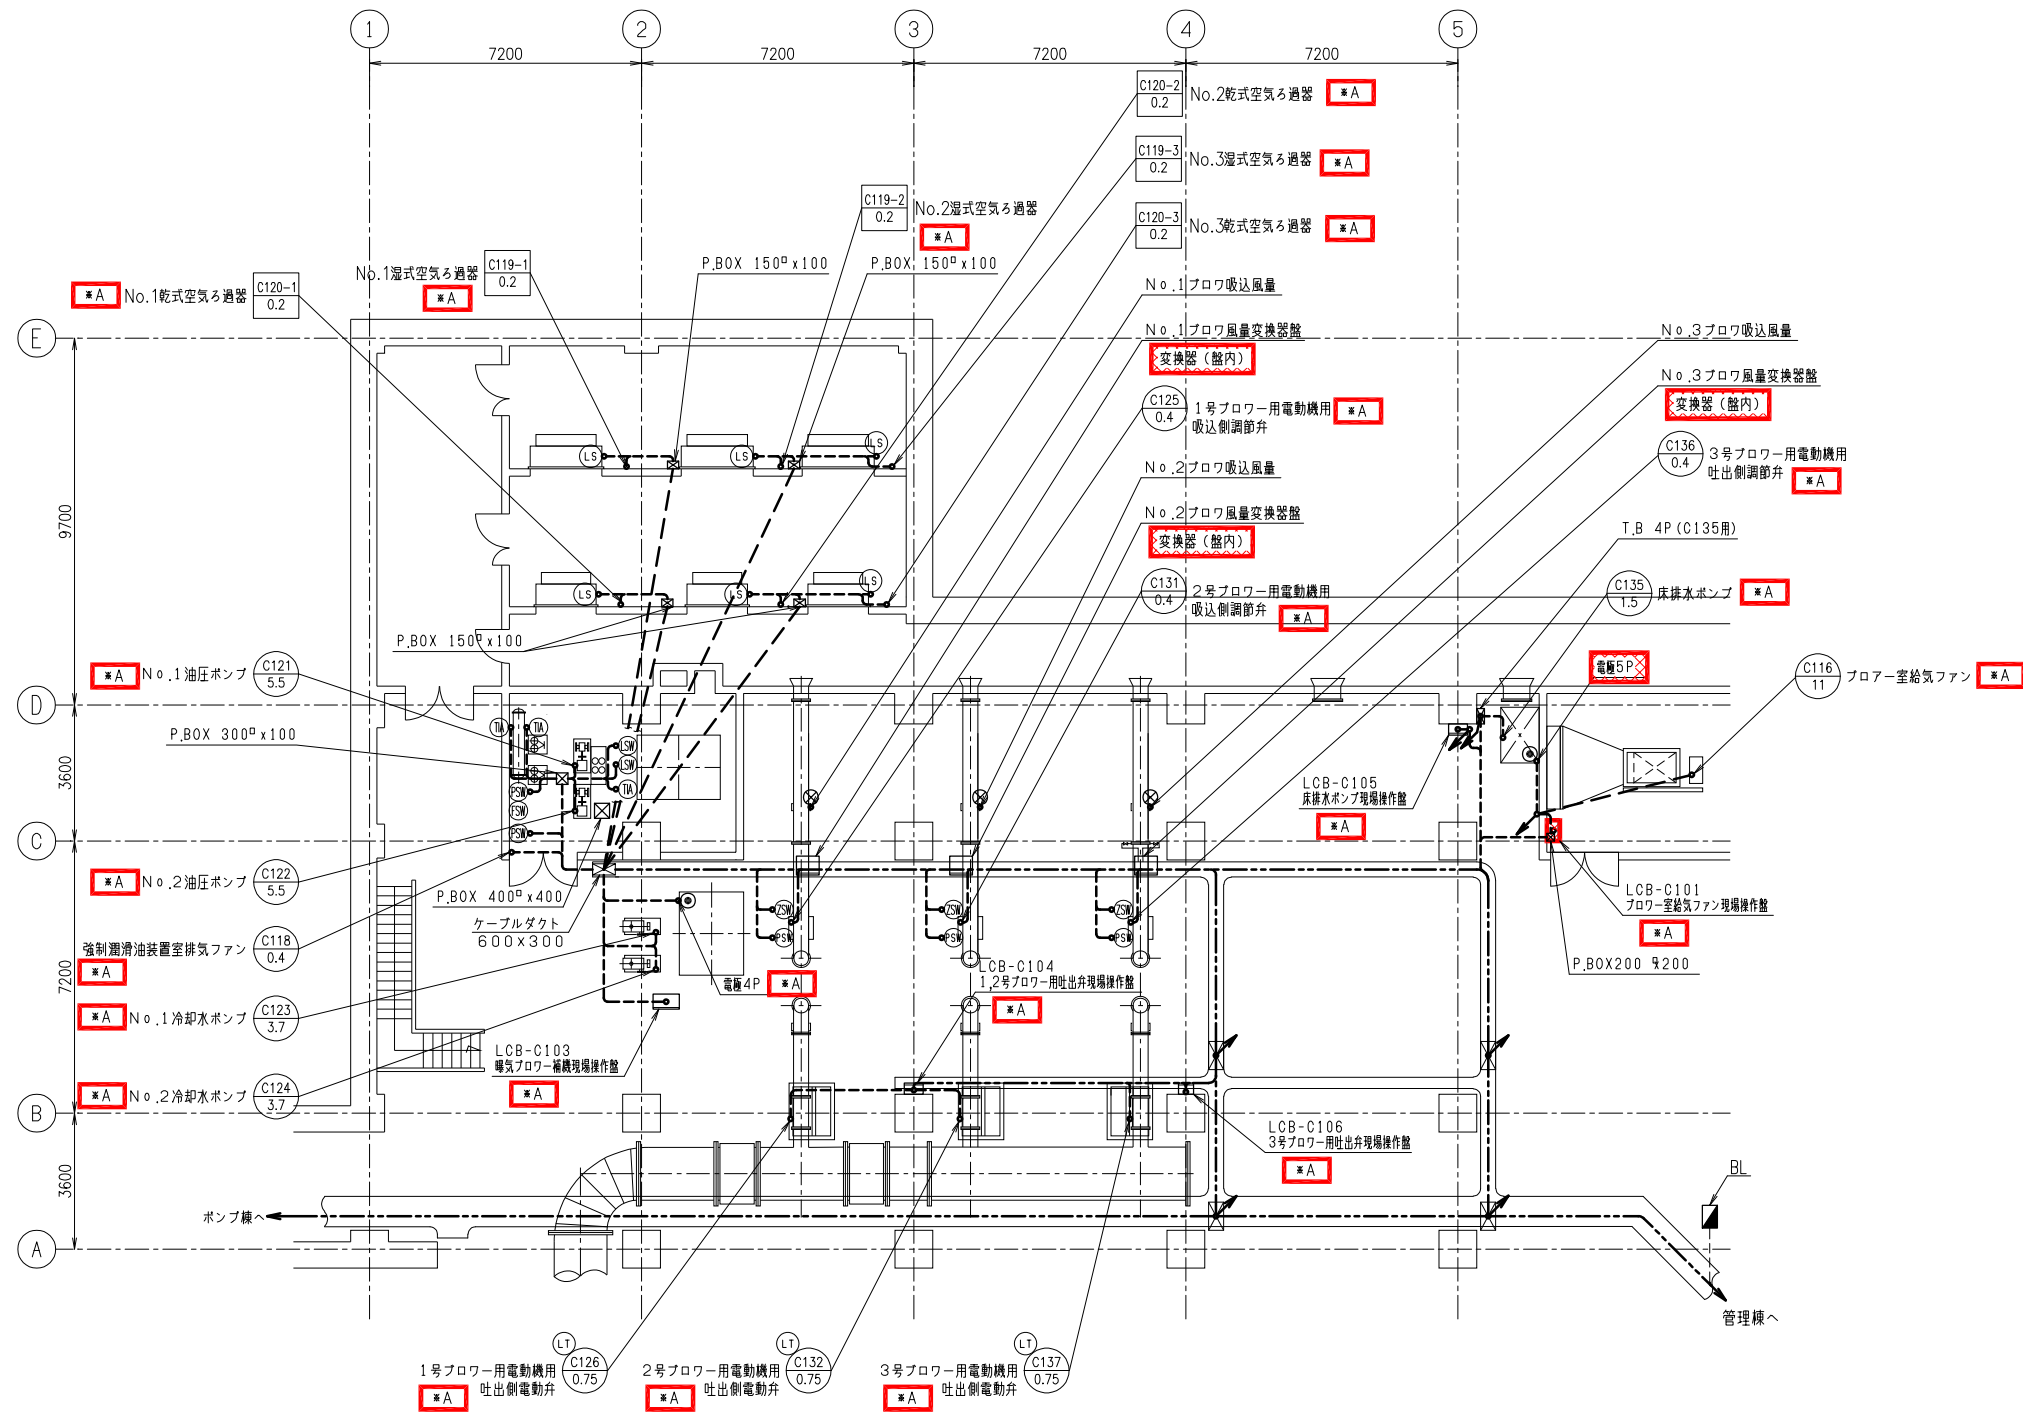 1
2
3
4
5
7200
7200
7200
7200
C120-2
0.2
No.2乾式空気ろ過器
※A
C119-3
0.2
No.3湿式空気ろ過器
※A
C119-2
0.2
No.2湿式空気ろ過器
※A
C120-3
0.2
No.3乾式空気ろ過器
※A
No.1湿式空気ろ過器
C119-1
0.2
※A
P.BOX 150□x100
P.BOX 150□x100
※A
No.1乾式空気ろ過器
C120-1
0.2
No.1ブロワ吸込風量
No.1ブロワ風量変換器盤
変換器(盤内)
No.3ブロワ吸込風量
No.3ブロワ風量変換器盤
変換器(盤内)
E
C125
0.4
1号ブロワー用電動機用
吸込側調節弁
※A
C136
0.4
3号ブロワー用電動機用
吐出側調節弁
※A
LS
LS
LS
No.2ブロワ吸込風量
No.2ブロワ風量変換器盤
変換器(盤内)
9700
T.B 4P(C135用)
C131
0.4
2号ブロワー用電動機用
吸込側調節弁
※A
C135
1.5
床排水ポンプ
※A
LS
LS
LS
P.BOX 150□x100
※A
No.1油圧ポンプ
C121
5.5
電極5P
C116
11
ブロアー室給気ファン
※A
D
P.BOX 300□x100
TIA
TIA
LSW
LSW
TIA
PSW
FSW
PSW
3600
LCB-C105
床排水ポンプ現場操作盤
※A
C
※A
No.2油圧ポンプ
C122
5.5
P.BOX 400□x400
ケーブルダクト
600x300
ZSW
PSW
ZSW
PSW
ZSW
PSW
LCB-C101
ブロワー室給気ファン現場操作盤
※A
P.BOX200□x200
強制潤滑油装置室排気ファン
C118
0.4
※A
7200
電極4P
※A
LCB-C104
1,2号ブロワー用吐出弁現場操作盤
※A
※A
No.1冷却水ポンプ
C123
3.7
LCB-C103
曝気ブロワー補機現場操作盤
※A
※A
No.2冷却水ポンプ
C124
3.7
B
LCB-C106
3号ブロワー用吐出弁現場操作盤
※A
3600
BL
ポンプ棟へ
A
管理棟へ
LT
C126
0.75
1号ブロワー用電動機用
吐出側電動弁
※A
LT
C132
0.75
2号ブロワー用電動機用
吐出側電動弁
※A
LT
C137
0.75
3号ブロワー用電動機用
吐出側電動弁
※A